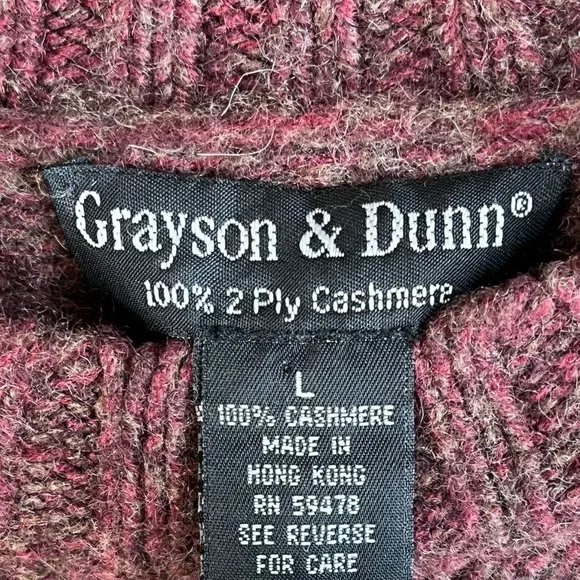 Grayson & Dunn®
100% 2 Ply Cashmere
L
100% CASHMERE
MADE IN
HONG KONG
RN 59478
SEE REVERSE
FOR CARE